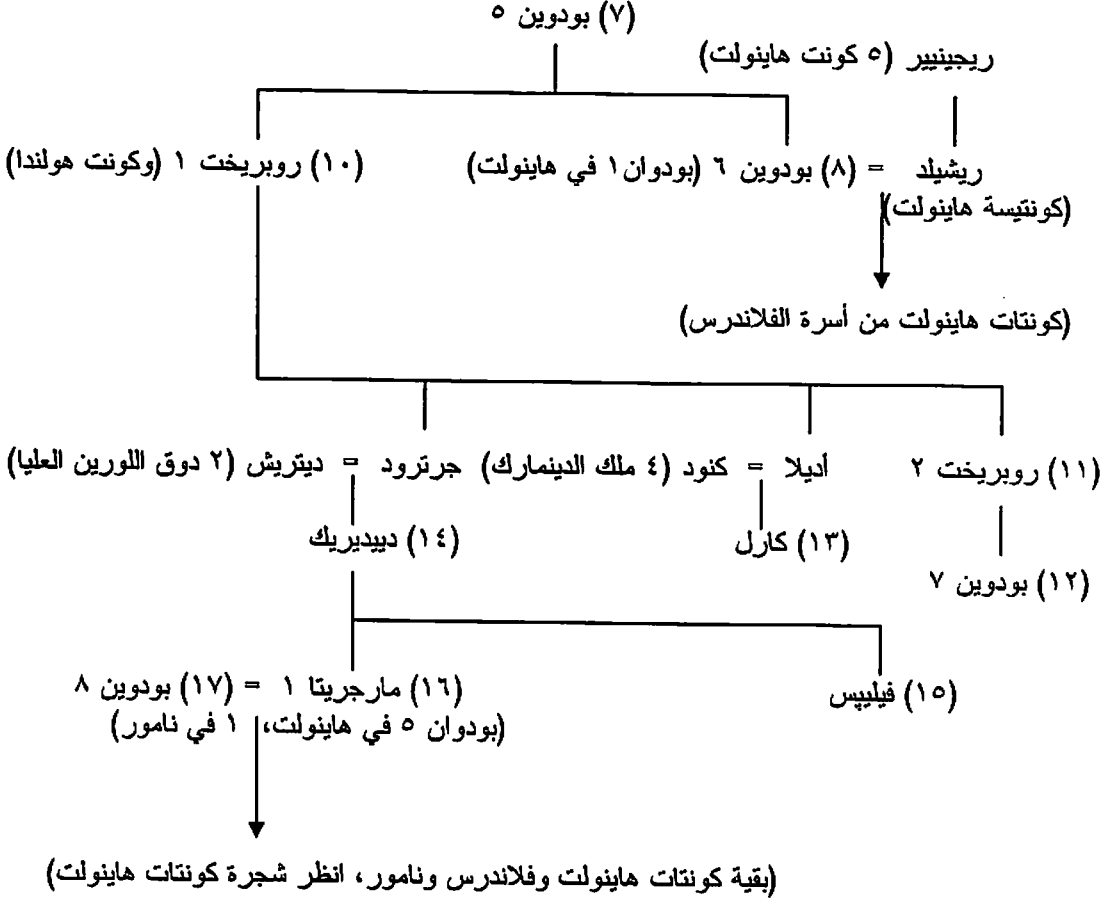 (٧) بودوين ٥
ريجينيير (٥ كونت هاينولت)
ريشيلد = (٨) بودوين ٦ (بودوان ١ في هاينولت) (١٠) روبريخت ١ (وكونت هولندا)
(كونتيسة هاينولت)
(كونتات هاينولت من أسرة الفلاندرس)
(١١) روبريخت ٢ أديلا = كنود (٤ ملك الدينمارك) جرترود = ديتريش (٢ دوق اللورين العليا)
(١٣) كارل (١٤) دييديريك
(١٢) بودوين ٧
(١٥) فيليپس (١٦) مارجريتا ١ = (١٧) بودوين ٨
(بودوان ٥ في هاينولت، ١ في نامور)
(بقية كونتات هاينولت وفلاندرس ونامور، انظر شجرة كونتات هاينولت)